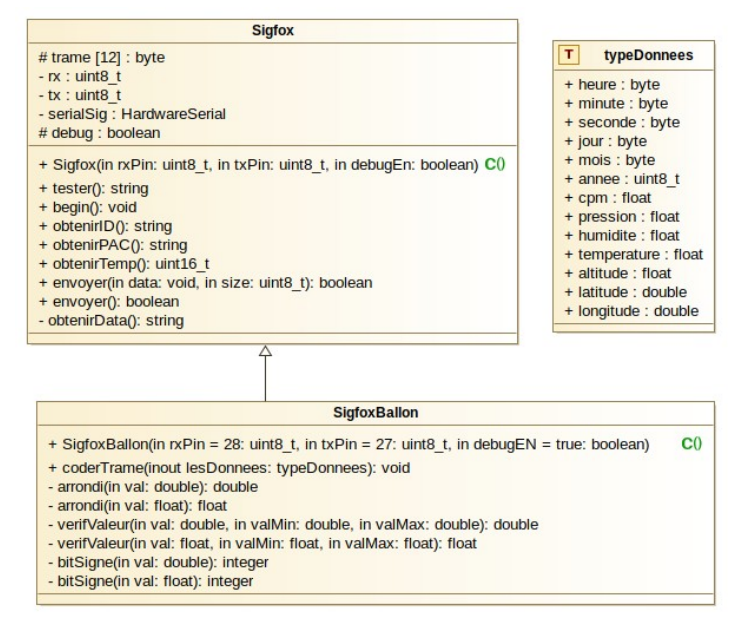 Sigfox
# trame [12] : byte
- rx : uint8_t
- tx : uint8_t
- serialSig : HardwareSerial
# debug : boolean
+ Sigfox(in rxPin: uint8_t, in txPin: uint8_t, in debugEn: boolean) C()
+ tester(): string
+ begin(): void
+ obtenirID(): string
+ obtenirPAC(): string
+ obtenirTemp(): uint16_t
+ envoyer(in data: void, in size: uint8_t): boolean
+ envoyer(): boolean
- obtenirData(): string
T typeDonnees
+ heure : byte
+ minute : byte
+ seconde : byte
+ jour : byte
+ mois : byte
+ annee : uint8_t
+ cpm : float
+ pression : float
+ humidite : float
+ temperature : float
+ altitude : float
+ latitude : double
+ longitude : double
SigfoxBallon
+ SigfoxBallon(in rxPin = 28: uint8_t, in txPin = 27: uint8_t, in debugEN = true: boolean) C()
+ coderTrame(inout lesDonnees: typeDonnees): void
- arrondi(in val: double): double
- arrondi(in val: float): float
- verifValeur(in val: double, in valMin: double, in valMax: double): double
- verifValeur(in val: float, in valMin: float, in valMax: float): float
- bitSigne(in val: double): integer
- bitSigne(in val: float): integer